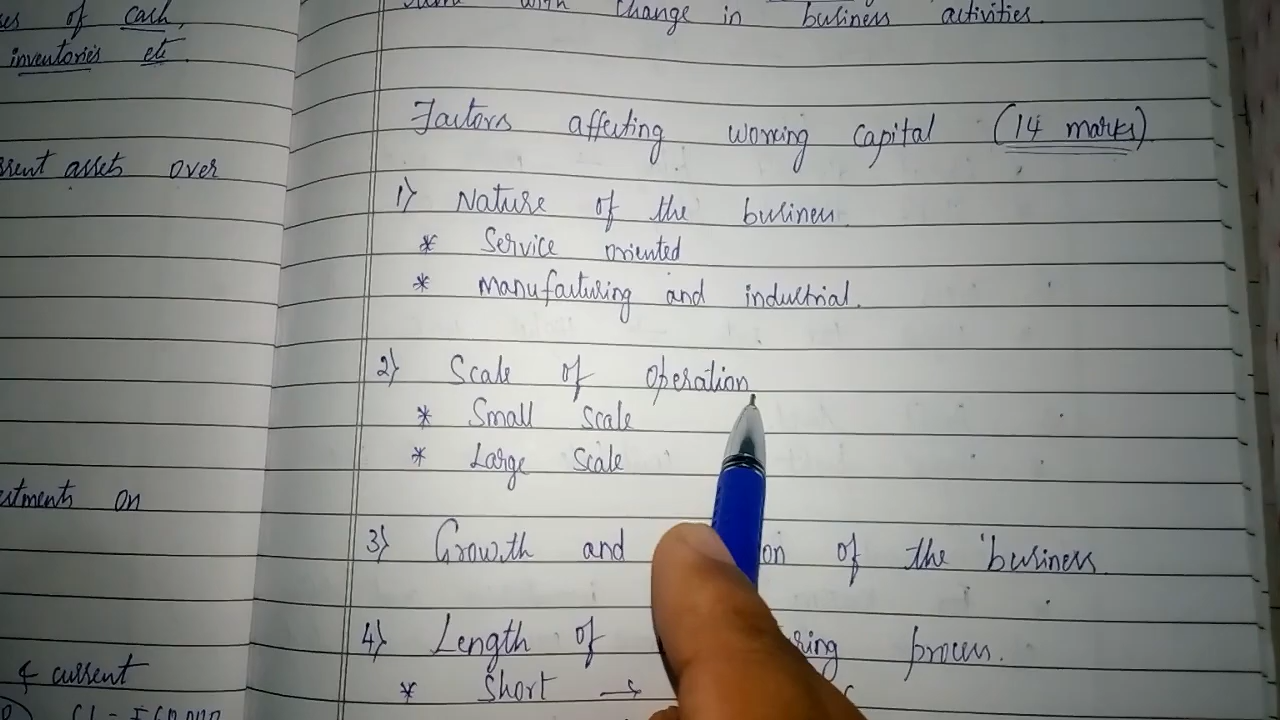 of cash,
inventories etc
assets over
on
& current
with change in business activities.
Factors affecting working capital (14 marks)
1) Nature of the business.
* Service oriented
* Manufacturing and industrial.
2) Scale of operation
* Small scale
* Large scale
3) Growth and of the business.
4) Length of process.
* Short →